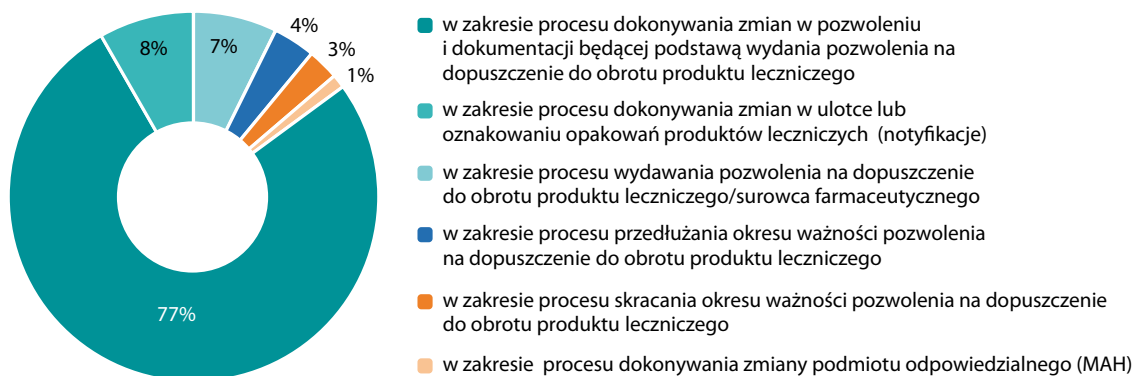 8%
7%
4%
3%
1%
77%
w zakresie procesu dokonywania zmian w pozwoleniu
i dokumentacji będącej podstawą wydania pozwolenia na
dopuszczenie do obrotu produktu leczniczego
w zakresie procesu dokonywania zmian w ulotce lub
oznakowaniu opakowań produktów leczniczych (notyfikacje)
w zakresie procesu wydawania pozwolenia na dopuszczenie
do obrotu produktu leczniczego/surowca farmaceutycznego
w zakresie procesu przedłużania okresu ważności pozwolenia
na dopuszczenie do obrotu produktu leczniczego
w zakresie procesu skracania okresu ważności pozwolenia na dopuszczenie
do obrotu produktu leczniczego
w zakresie procesu dokonywania zmiany podmiotu odpowiedzialnego (MAH)